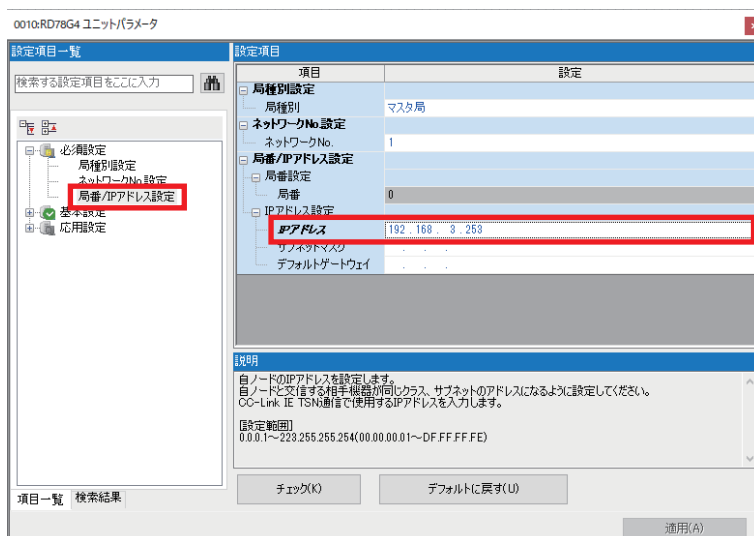 0010:RD78G4 ユニットパラメータ
設定項目一覧
検索する設定項目をここに入力
必須設定
局種別設定
ネットワークNo.設定
局番/IPアドレス設定
基本設定
応用設定
項目一覧 検索結果
設定項目
項目 設定
局種別設定
局種別 マスタ局
ネットワークNo.設定
ネットワークNo. 1
局番/IPアドレス設定
局番設定
局番 0
IPアドレス設定
IPアドレス 192 . 168 . 3 . 253
サブネットマスク . . .
デフォルトゲートウェイ . . .
説明
自ノードのIPアドレスを設定します。
自ノードと交信する相手機器が同じクラス、サブネットのアドレスになるように設定してください。
CC-Link IE TSN通信で使用するIPアドレスを入力します。
[設定範囲]
0.0.0.1～223.255.255.254(00.00.00.01～DF.FF.FF.FE)
チェック(K) デフォルトに戻す(U)
適用(A)